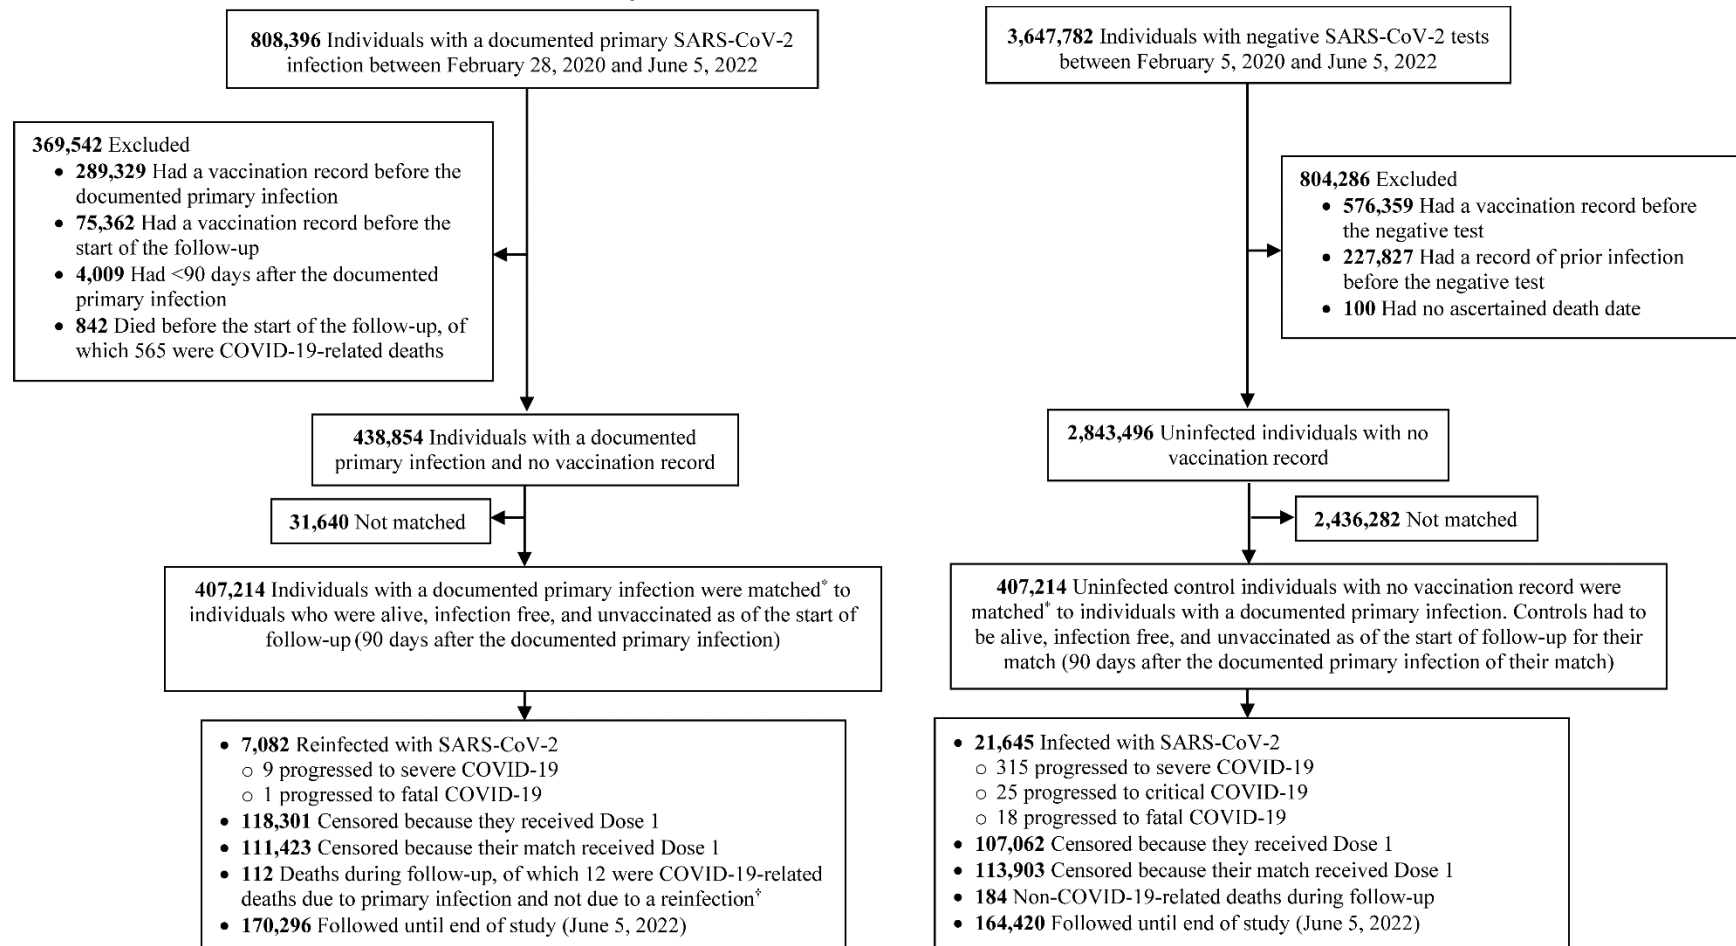 808,396 Individuals with a documented primary SARS-CoV-2
infection between February 28, 2020 and June 5, 2022
369,542 Excluded
• 289,329 Had a vaccination record before the
documented primary infection
• 75,362 Had a vaccination record before the
start of the follow-up
• 4,009 Had <90 days after the documented
primary infection
• 842 Died before the start of the follow-up, of
which 565 were COVID-19-related deaths
438,854 Individuals with a documented
primary infection and no vaccination record
31,640 Not matched
407,214 Individuals with a documented primary infection were matched* to
individuals who were alive, infection free, and unvaccinated as of the start of
follow-up (90 days after the documented primary infection)
• 7,082 Reinfected with SARS-CoV-2
○ 9 progressed to severe COVID-19
○ 1 progressed to fatal COVID-19
• 118,301 Censored because they received Dose 1
• 111,423 Censored because their match received Dose 1
• 112 Deaths during follow-up, of which 12 were COVID-19-related
deaths due to primary infection and not due to a reinfection†
• 170,296 Followed until end of study (June 5, 2022)
3,647,782 Individuals with negative SARS-CoV-2 tests
between February 5, 2020 and June 5, 2022
804,286 Excluded
• 576,359 Had a vaccination record before
the negative test
• 227,827 Had a record of prior infection
before the negative test
• 100 Had no ascertained death date
2,843,496 Uninfected individuals with no
vaccination record
2,436,282 Not matched
407,214 Uninfected control individuals with no vaccination record were
matched* to individuals with a documented primary infection. Controls had to
be alive, infection free, and unvaccinated as of the start of follow-up for their
match (90 days after the documented primary infection of their match)
• 21,645 Infected with SARS-CoV-2
○ 315 progressed to severe COVID-19
○ 25 progressed to critical COVID-19
○ 18 progressed to fatal COVID-19
• 107,062 Censored because they received Dose 1
• 113,903 Censored because their match received Dose 1
• 184 Non-COVID-19-related deaths during follow-up
• 164,420 Followed until end of study (June 5, 2022)